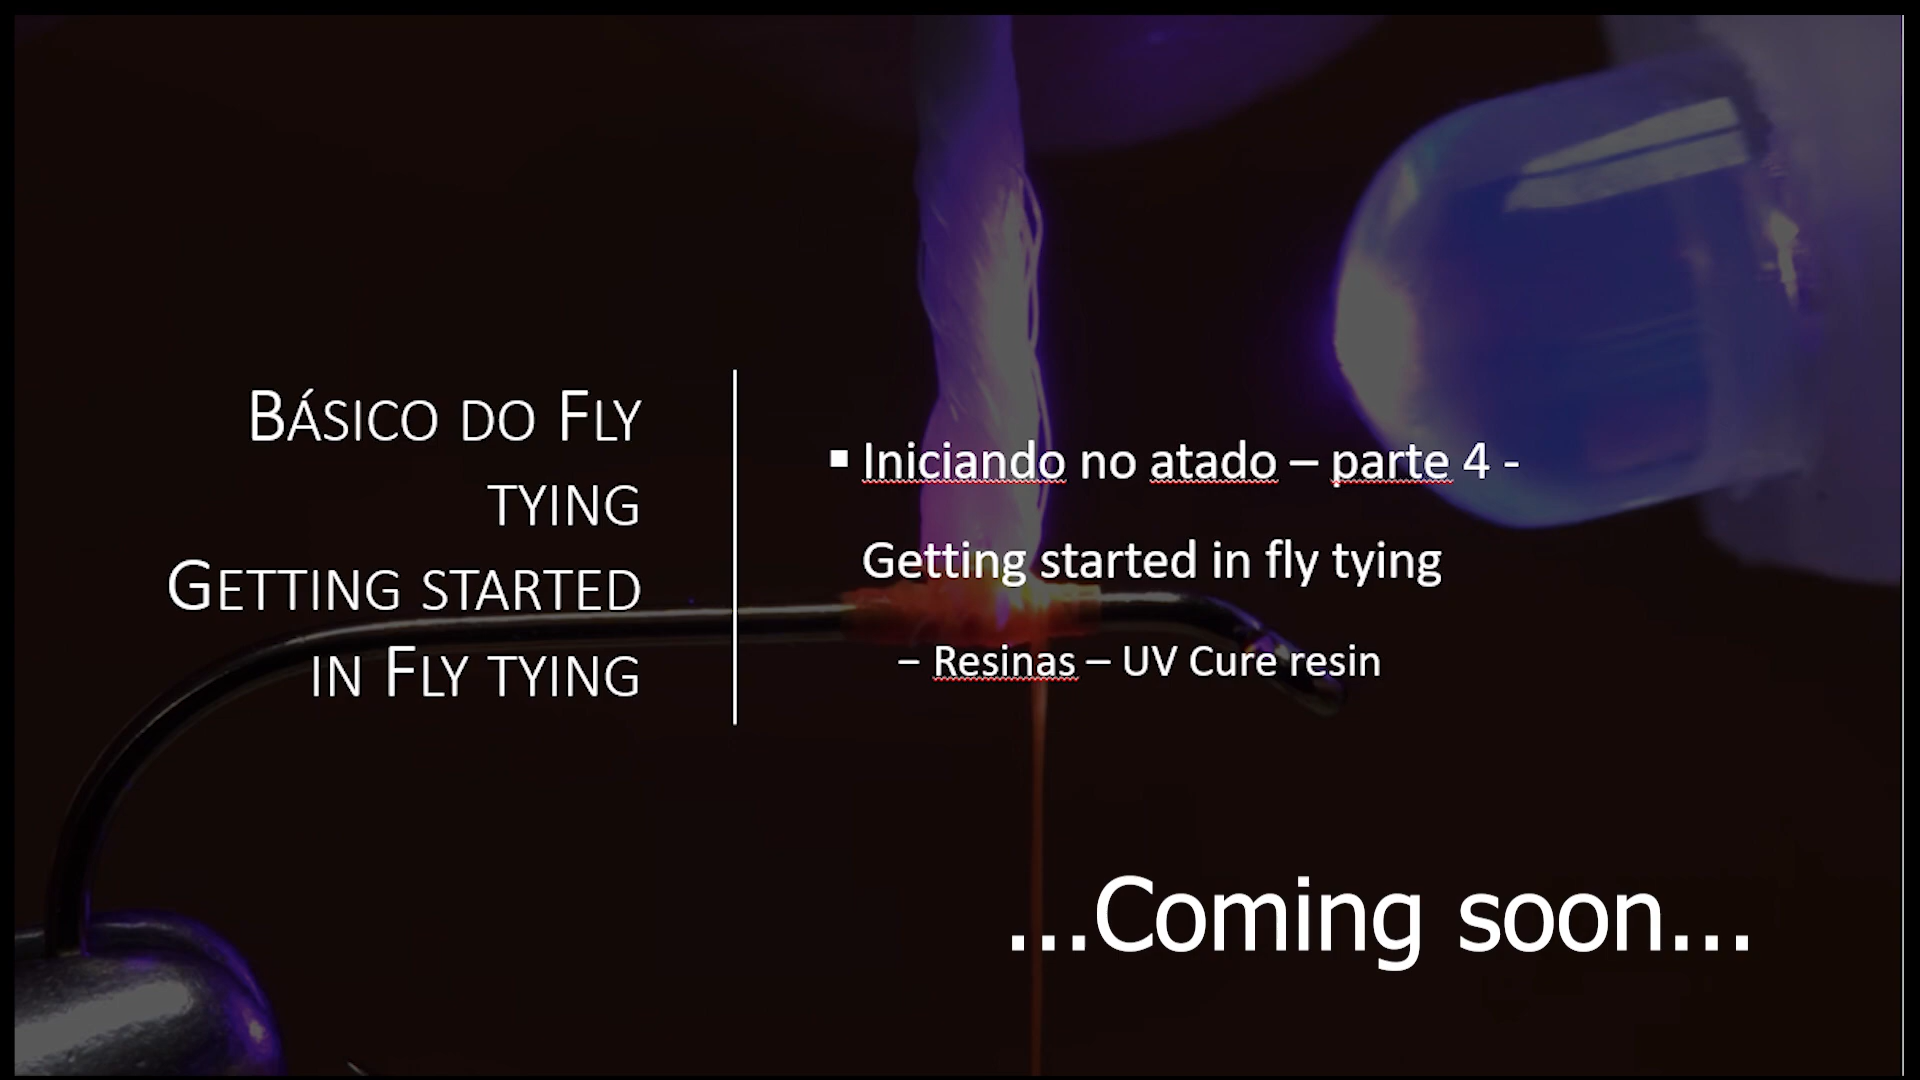 BÁSICO DO FLY
TYING
GETTING STARTED
IN FLY TYING
▪ Iniciando no atado – parte 4 -
Getting started in fly tying
– Resinas – UV Cure resin
...Coming soon...